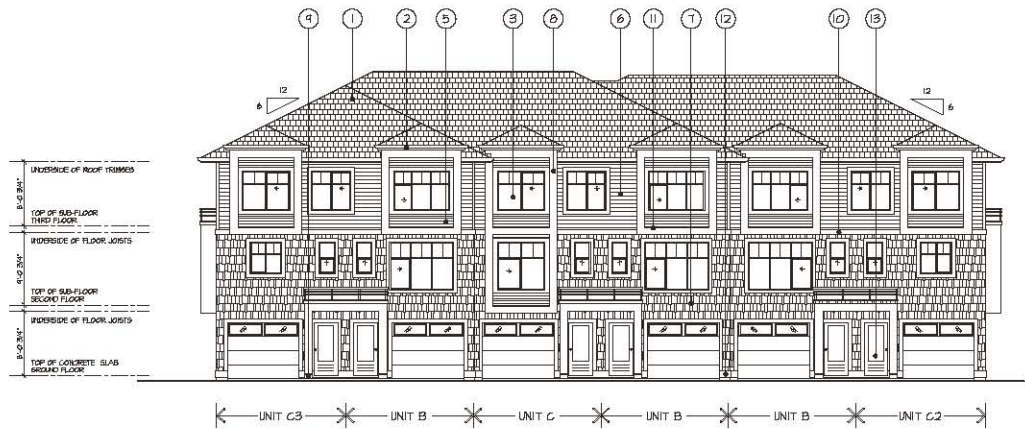 9 1 2 5 3 8 6 11 7 12 10 13
12
6
12
6
UNDERSIDE OF ROOF TRUSSES
8'-0 3/4"
TOP OF SUB-FLOOR
THIRD FLOOR
UNDERSIDE OF FLOOR JOISTS
9'-0 3/4"
TOP OF SUB-FLOOR
SECOND FLOOR
UNDERSIDE OF FLOOR JOISTS
8'-0 3/4"
TOP OF CONCRETE SLAB
GROUND FLOOR
UNIT C3 UNIT B UNIT C UNIT B UNIT B UNIT C2